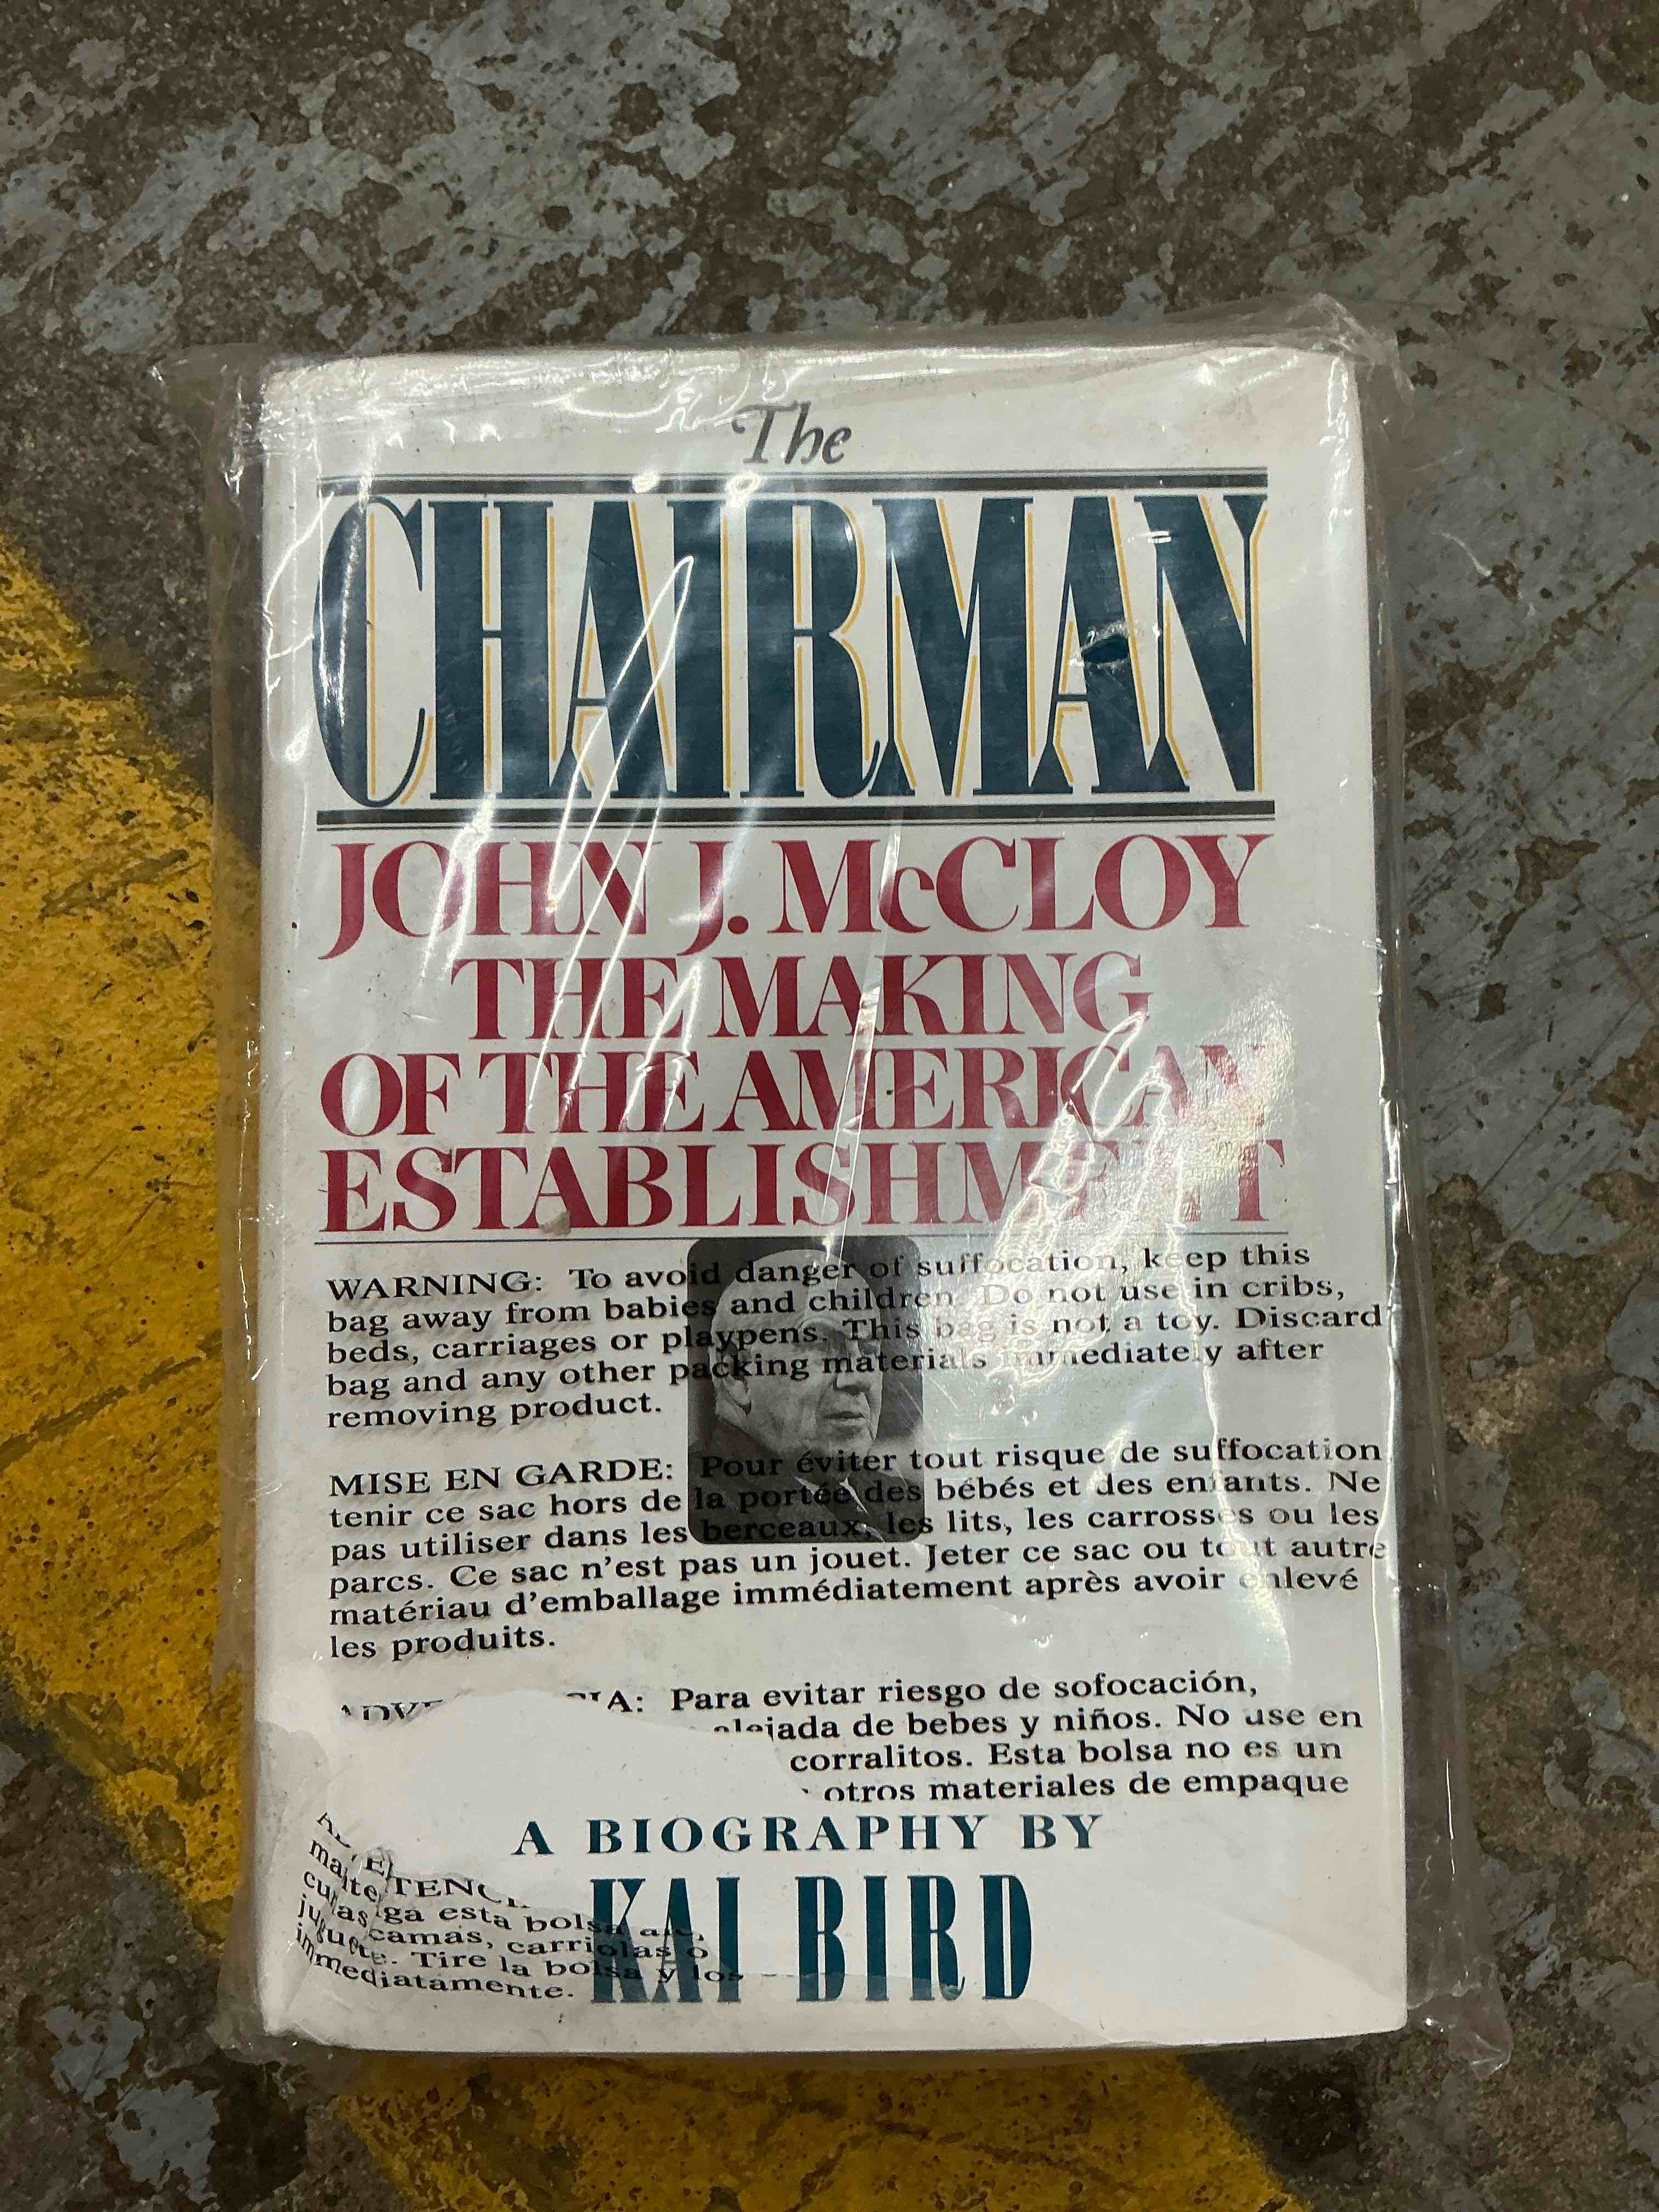 The
CHAIRMAN
JOHN J. McCLOY
THE MAKING
OF THE AMERICAN
ESTABLISHMENT
WARNING: To avoid danger of suffocation, keep this
bag away from babies and children. Do not use in cribs,
beds, carriages or playpens. This bag is not a toy. Discard
bag and any other packing materials immediately after
removing product.
MISE EN GARDE: Pour éviter tout risque de suffocation
tenir ce sac hors de la portée des bébés et des enfants. Ne
pas utiliser dans les berceaux, les lits, les carrosses ou les
parcs. Ce sac n'est pas un jouet. Jeter ce sac ou tout autre
matériau d'emballage immédiatement après avoir enlevé
les produits.
Para evitar riesgo de sofocación,
de bebes y niños. No use en
corralitos. Esta bolsa no es un
otros materiales de empaque
A BIOGRAPHY BY
KAI BIRD
esta bolsa
camas, carriolas o
Tire la bolsa y los
immediatamente.